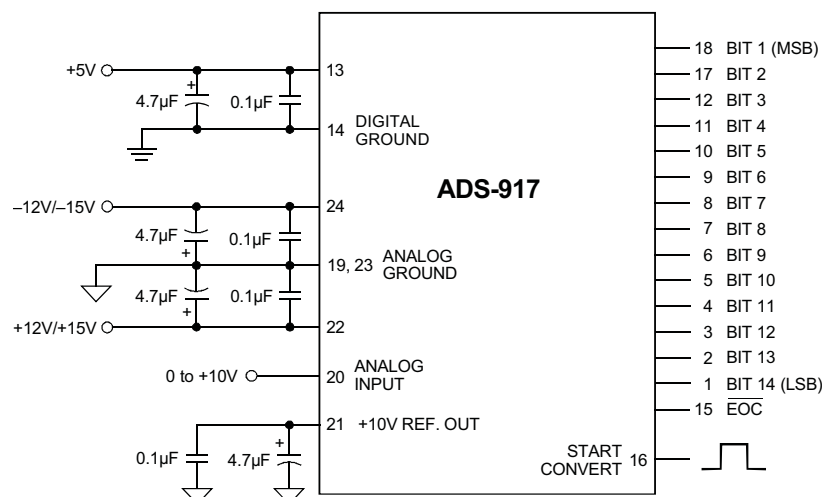 +5V
4.7µF
+
0.1µF
13
14 DIGITAL
GROUND
–12V/–15V
4.7µF
+
0.1µF
24
19, 23 ANALOG
GROUND
4.7µF
+
0.1µF
+12V/+15V
22
0 to +10V
20 ANALOG
INPUT
21 +10V REF. OUT
0.1µF
4.7µF
+
ADS-917
START
CONVERT 16
18 BIT 1 (MSB)
17 BIT 2
12 BIT 3
11 BIT 4
10 BIT 5
9 BIT 6
8 BIT 7
7 BIT 8
6 BIT 9
5 BIT 10
4 BIT 11
3 BIT 12
2 BIT 13
1 BIT 14 (LSB)
15 EOC